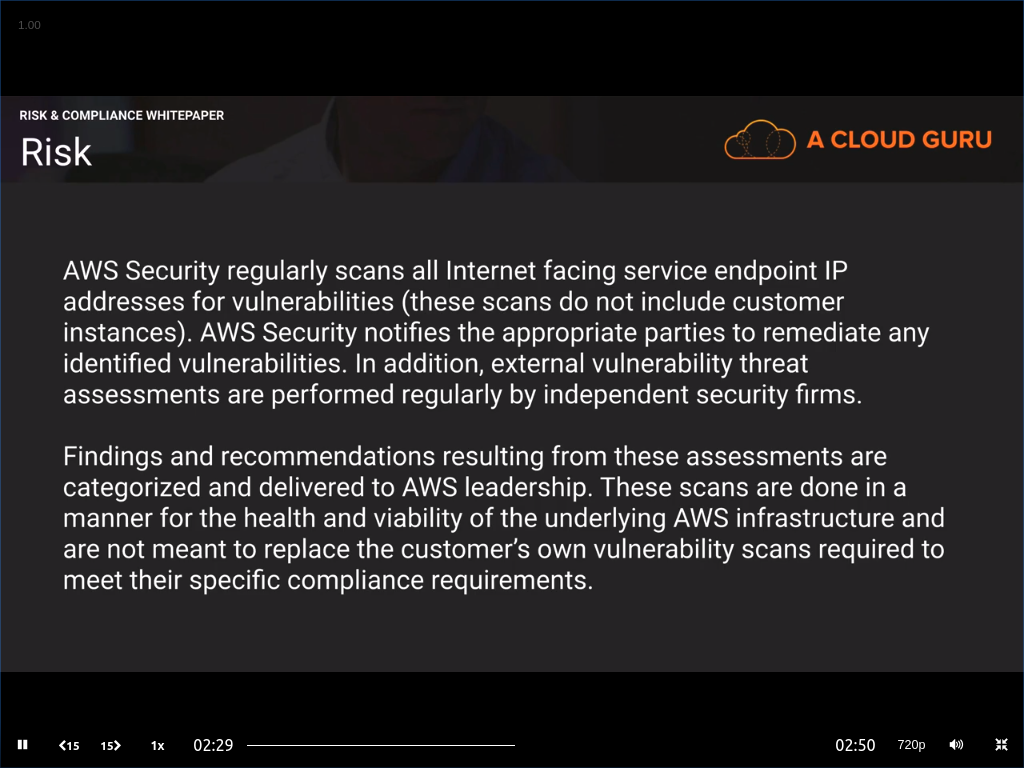 1.00
RISK & COMPLIANCE WHITEPAPER
Risk
A CLOUD GURU
AWS Security regularly scans all Internet facing service endpoint IP
addresses for vulnerabilities (these scans do not include customer
instances). AWS Security notifies the appropriate parties to remediate any
identified vulnerabilities. In addition, external vulnerability threat
assessments are performed regularly by independent security firms.
Findings and recommendations resulting from these assessments are
categorized and delivered to AWS leadership. These scans are done in a
manner for the health and viability of the underlying AWS infrastructure and
are not meant to replace the customer’s own vulnerability scans required to
meet their specific compliance requirements.
15 15 1x 02:29 02:50 720p